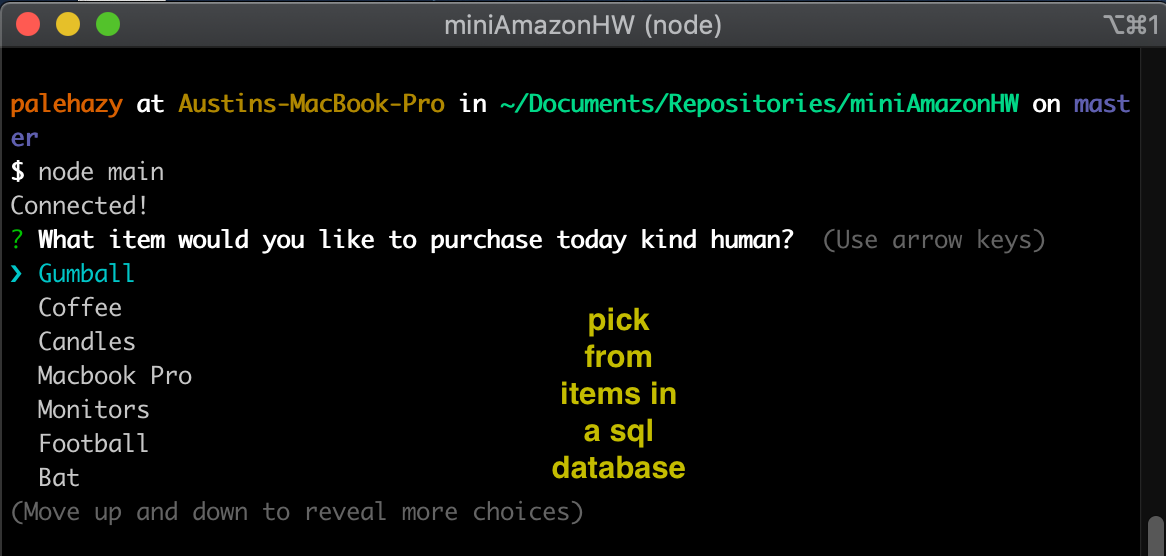 miniAmazonHW (node)
⌥⌘1
palehazy at Austins-MacBook-Pro in ~/Documents/Repositories/miniAmazonHW on mast
er
$ node main
Connected!
? What item would you like to purchase today kind human?  (Use arrow keys)
❯ Gumball
Coffee
Candles
Macbook Pro
Monitors
Football
Bat
(Move up and down to reveal more choices)
pick
from
items in
a sql
database